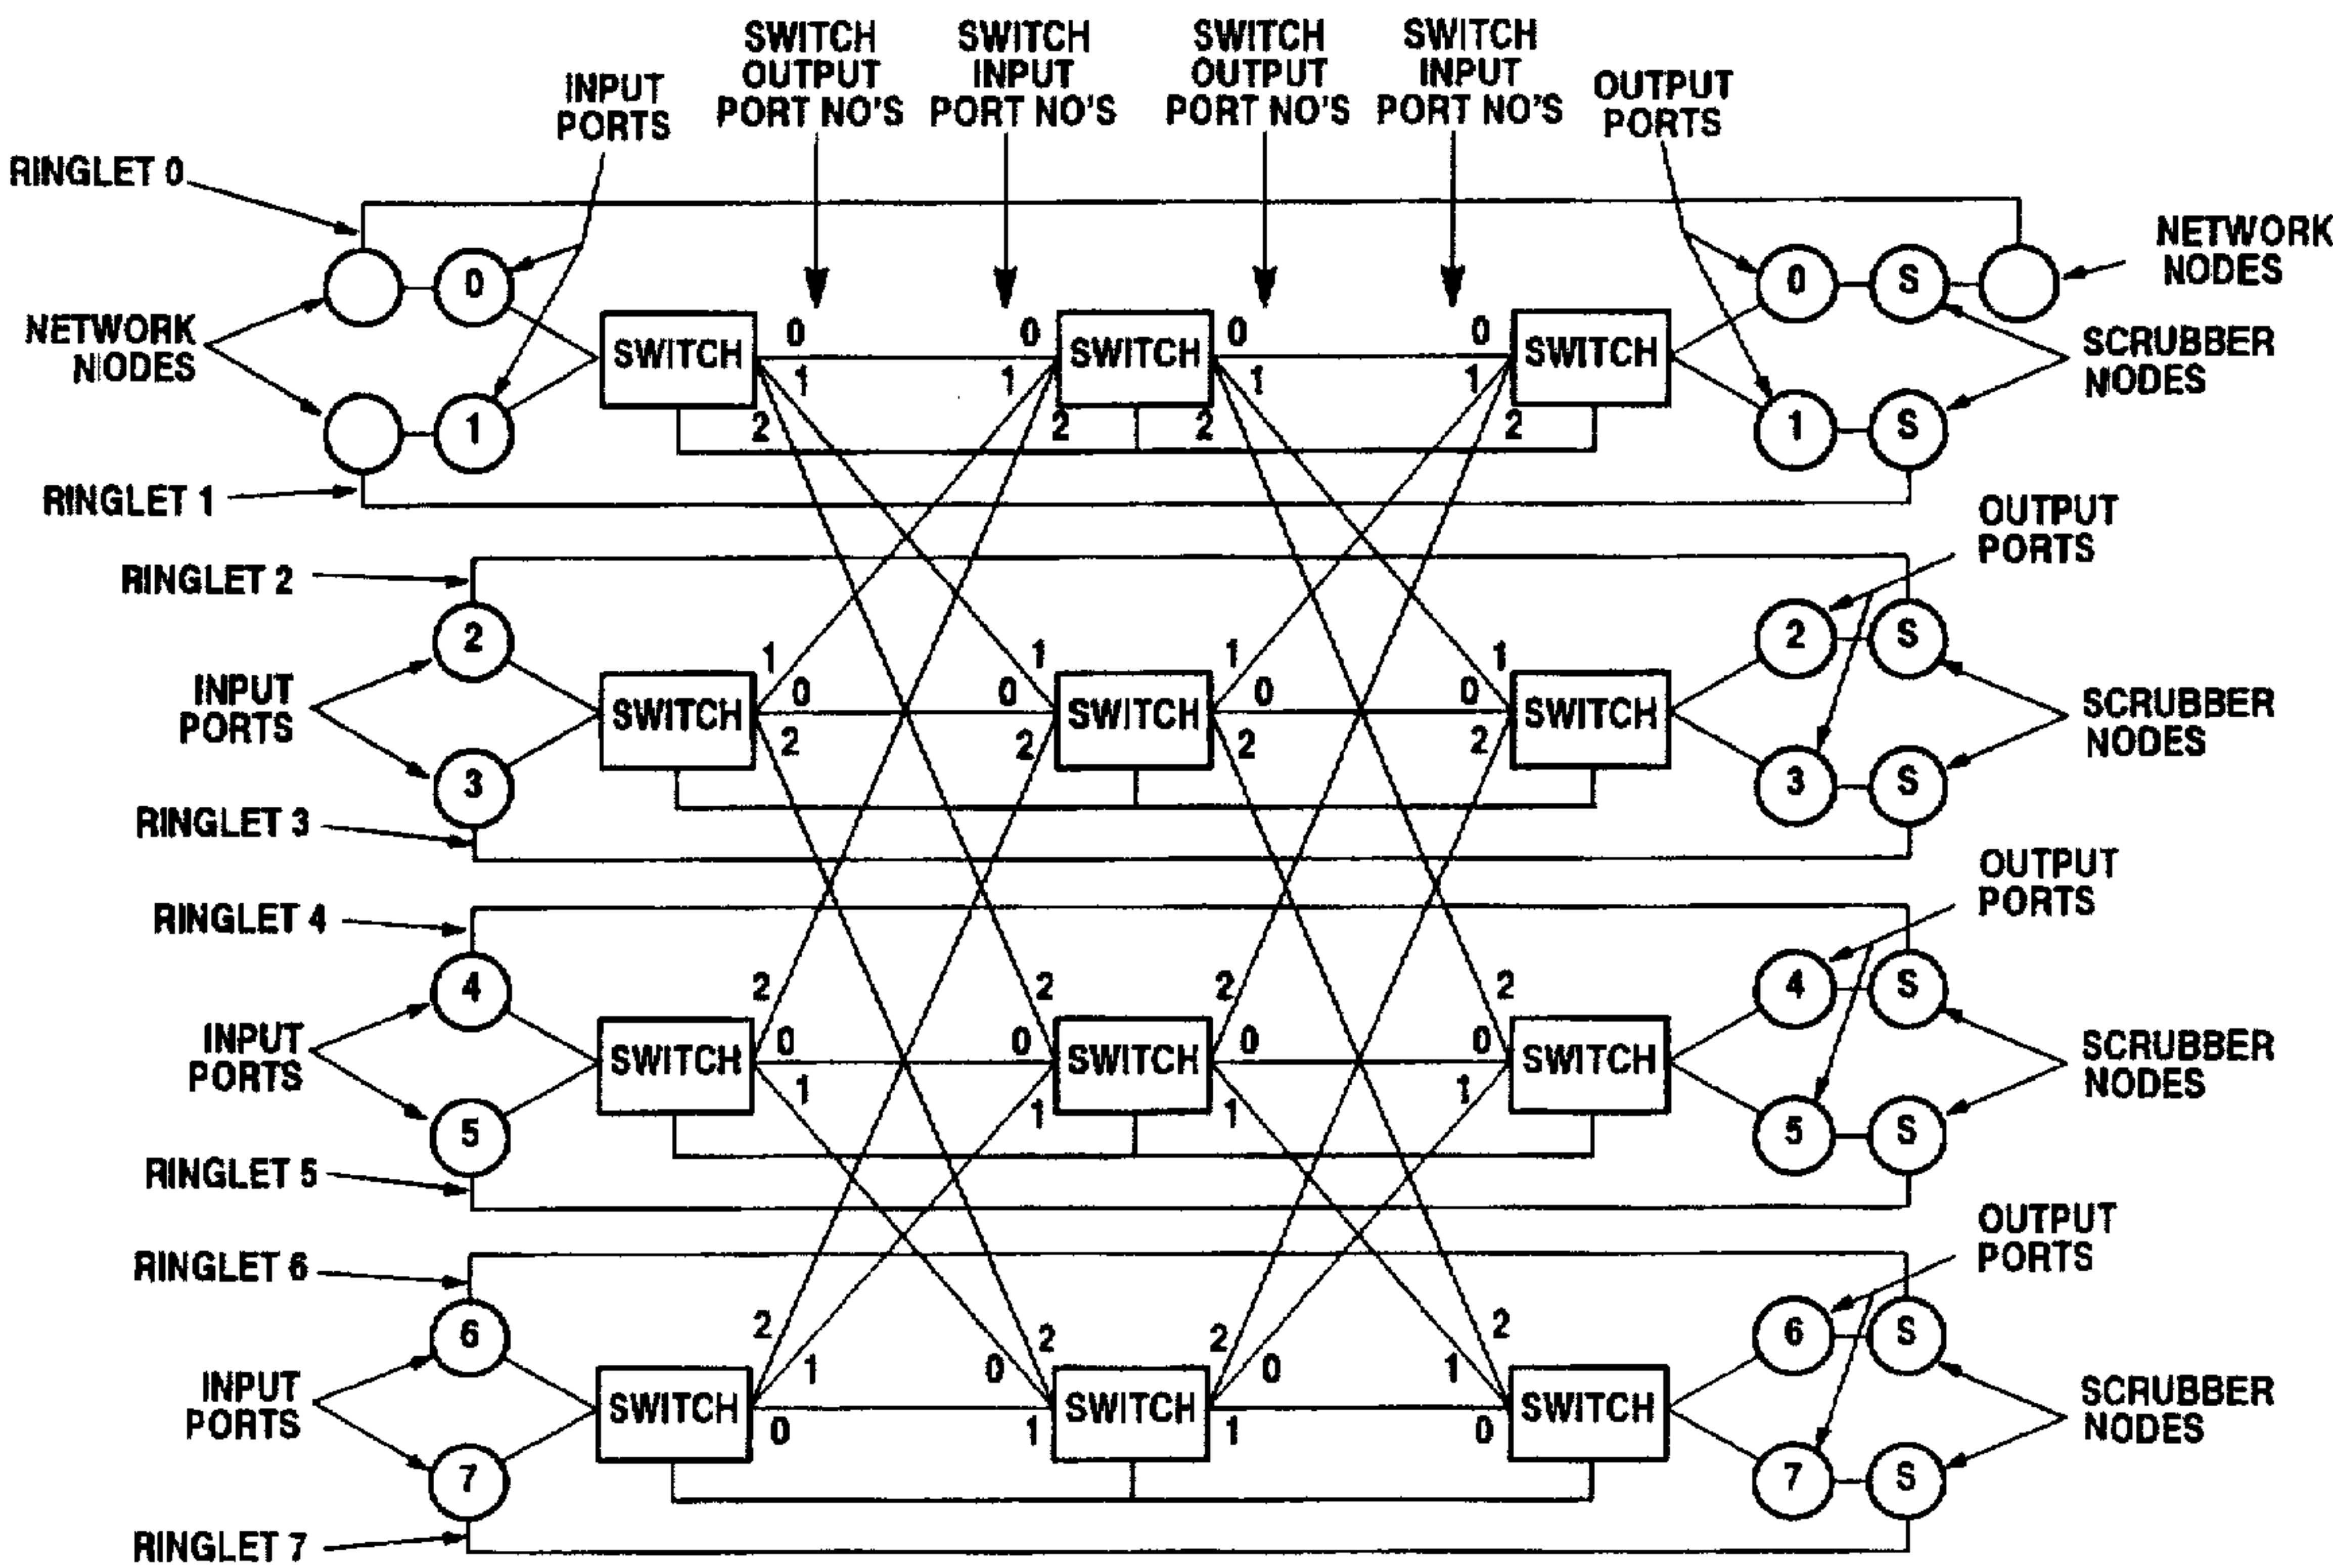 SWITCH
OUTPUT
PORT NO'S
SWITCH
INPUT
PORT NO'S
SWITCH
OUTPUT
PORT NO'S
SWITCH
INPUT
PORT NO'S
INPUT
PORTS
OUTPUT
PORTS
RINGLET 0
NETWORK
NODES
0
0
S
NETWORK
NODES
SCRUBBER
NODES
SWITCH
0
1
2
0
1
2
SWITCH
0
1
2
0
1
2
SWITCH
1
1
S
RINGLET 1
OUTPUT
PORTS
RINGLET 2
2
2
S
INPUT
PORTS
SWITCH
1
0
2
1
0
2
SWITCH
1
0
2
1
0
2
SWITCH
SCRUBBER
NODES
3
3
S
RINGLET 3
OUTPUT
PORTS
RINGLET 4
4
4
S
INPUT
PORTS
SWITCH
2
0
1
2
0
1
SWITCH
2
0
1
2
0
1
SWITCH
SCRUBBER
NODES
5
5
S
RINGLET 5
OUTPUT
PORTS
RINGLET 6
6
6
S
INPUT
PORTS
SWITCH
2
1
0
2
0
1
SWITCH
2
0
1
2
1
0
SWITCH
SCRUBBER
NODES
7
7
S
RINGLET 7